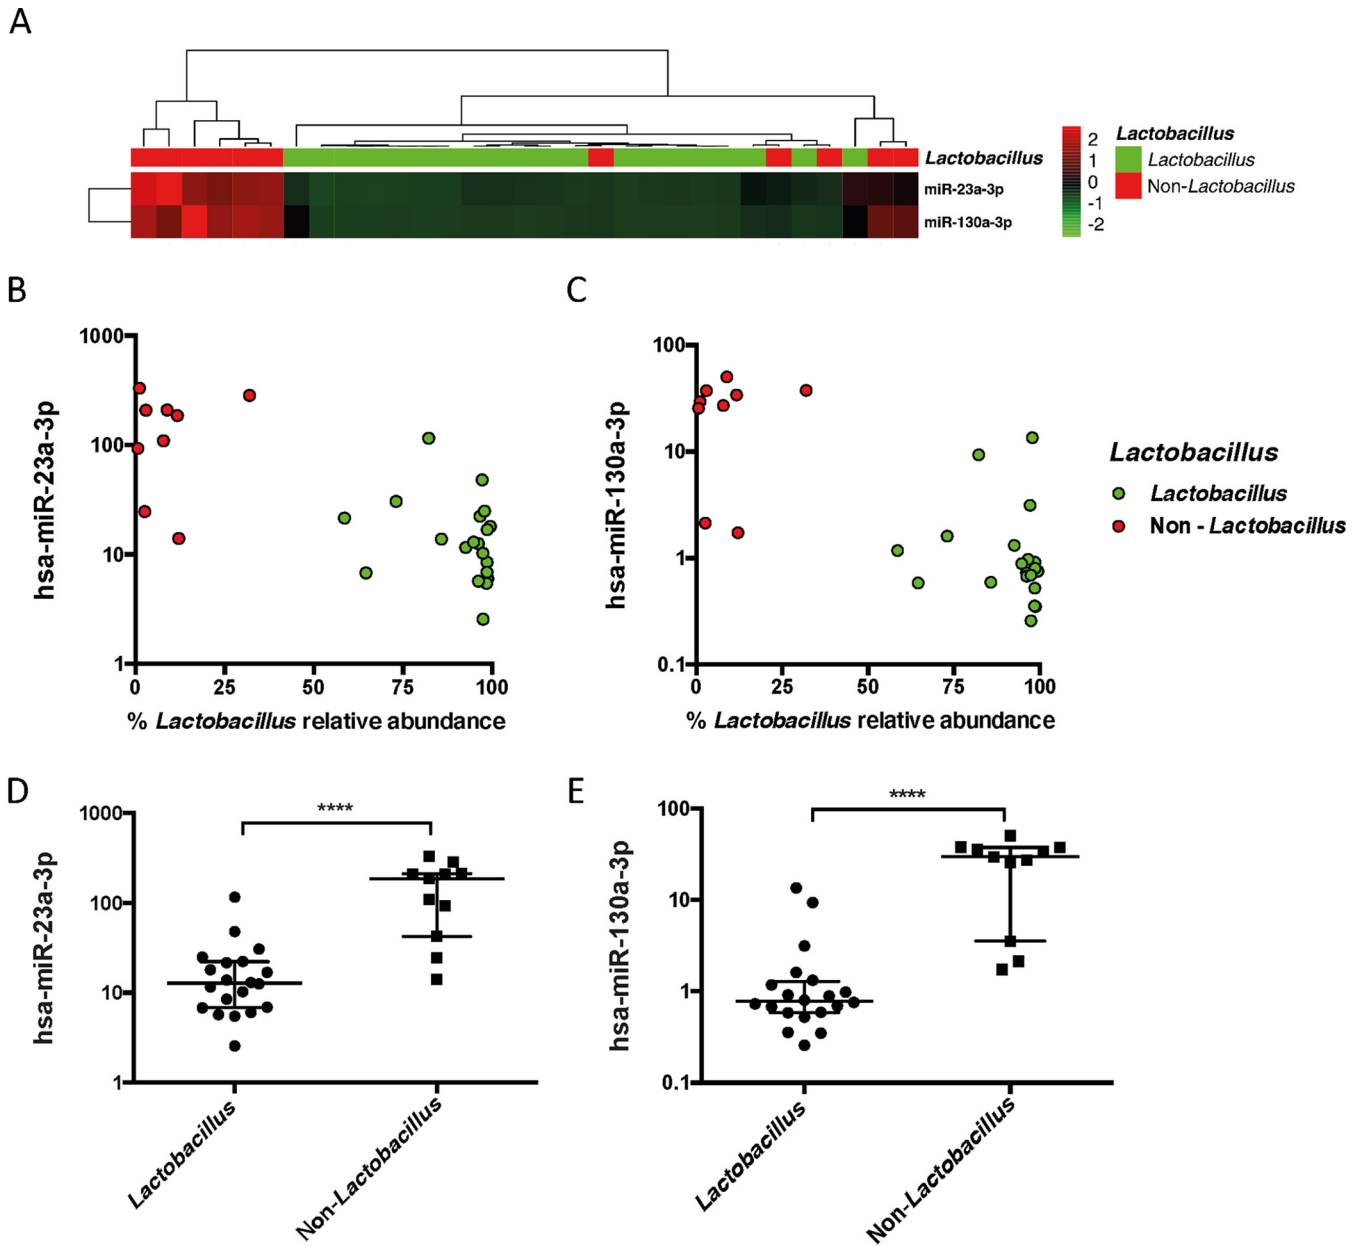 A
Lactobacillus
miR-23a-3p
miR-130a-3p
2
1
0
-1
-2
Lactobacillus
Lactobacillus
Non-Lactobacillus
B
hsa-miR-23a-3p
1000
100
10
1
0 25 50 75 100
% Lactobacillus relative abundance
C
hsa-miR-130a-3p
100
10
1
0.1
0 25 50 75 100
% Lactobacillus relative abundance
Lactobacillus
Lactobacillus
Non - Lactobacillus
D
hsa-miR-23a-3p
1000
100
10
1
****
Lactobacillus
Non-Lactobacillus
E
hsa-miR-130a-3p
100
10
1
0.1
****
Lactobacillus
Non-Lactobacillus